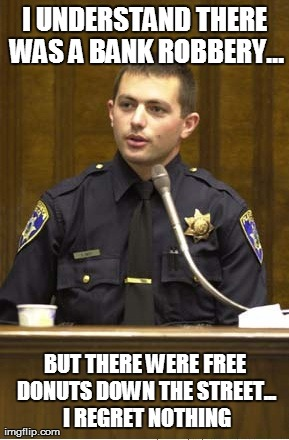 I UNDERSTAND THERE
WAS A BANK ROBBERY...
BUT THERE WERE FREE
DONUTS DOWN THE STREET...
I REGRET NOTHING
imgflip.com